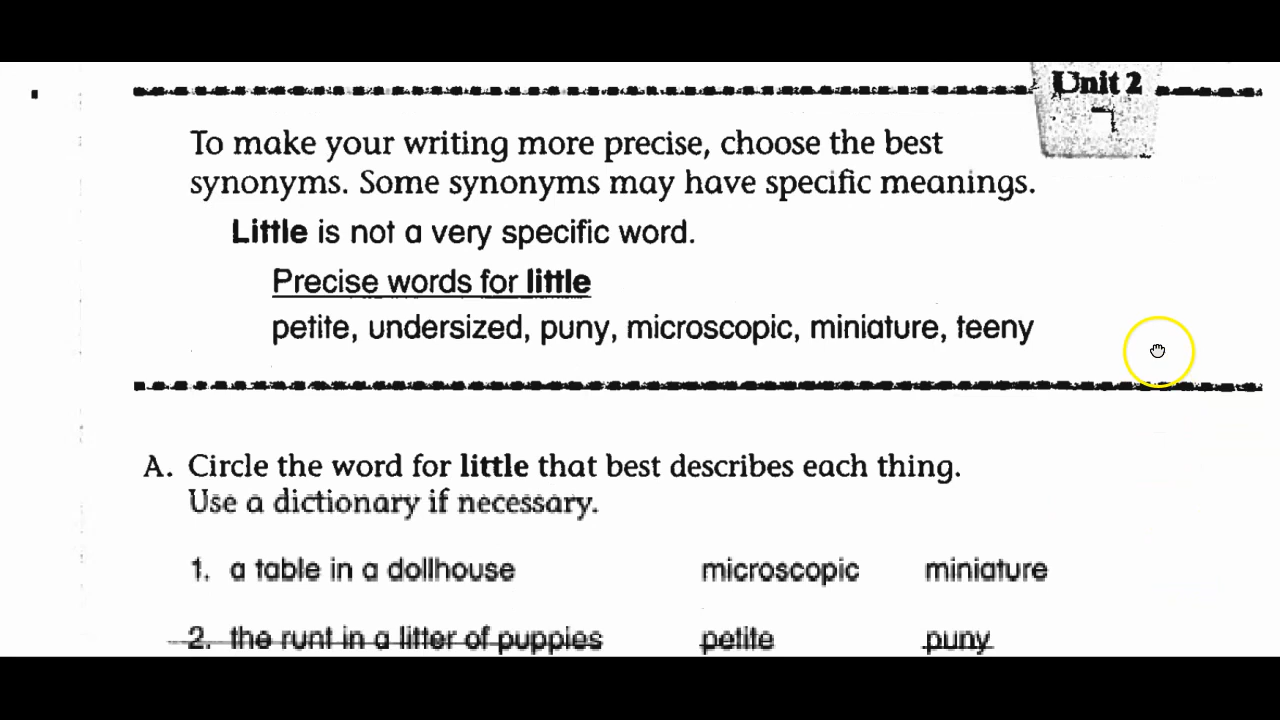 Unit 2
7
To make your writing more precise, choose the best
synonyms. Some synonyms may have specific meanings.
Little is not a very specific word.
Precise words for little
petite, undersized, puny, microscopic, miniature, teeny
A. Circle the word for little that best describes each thing.
Use a dictionary if necessary.
1. a table in a dollhouse microscopic miniature
2. the runt in a litter of puppies petite puny